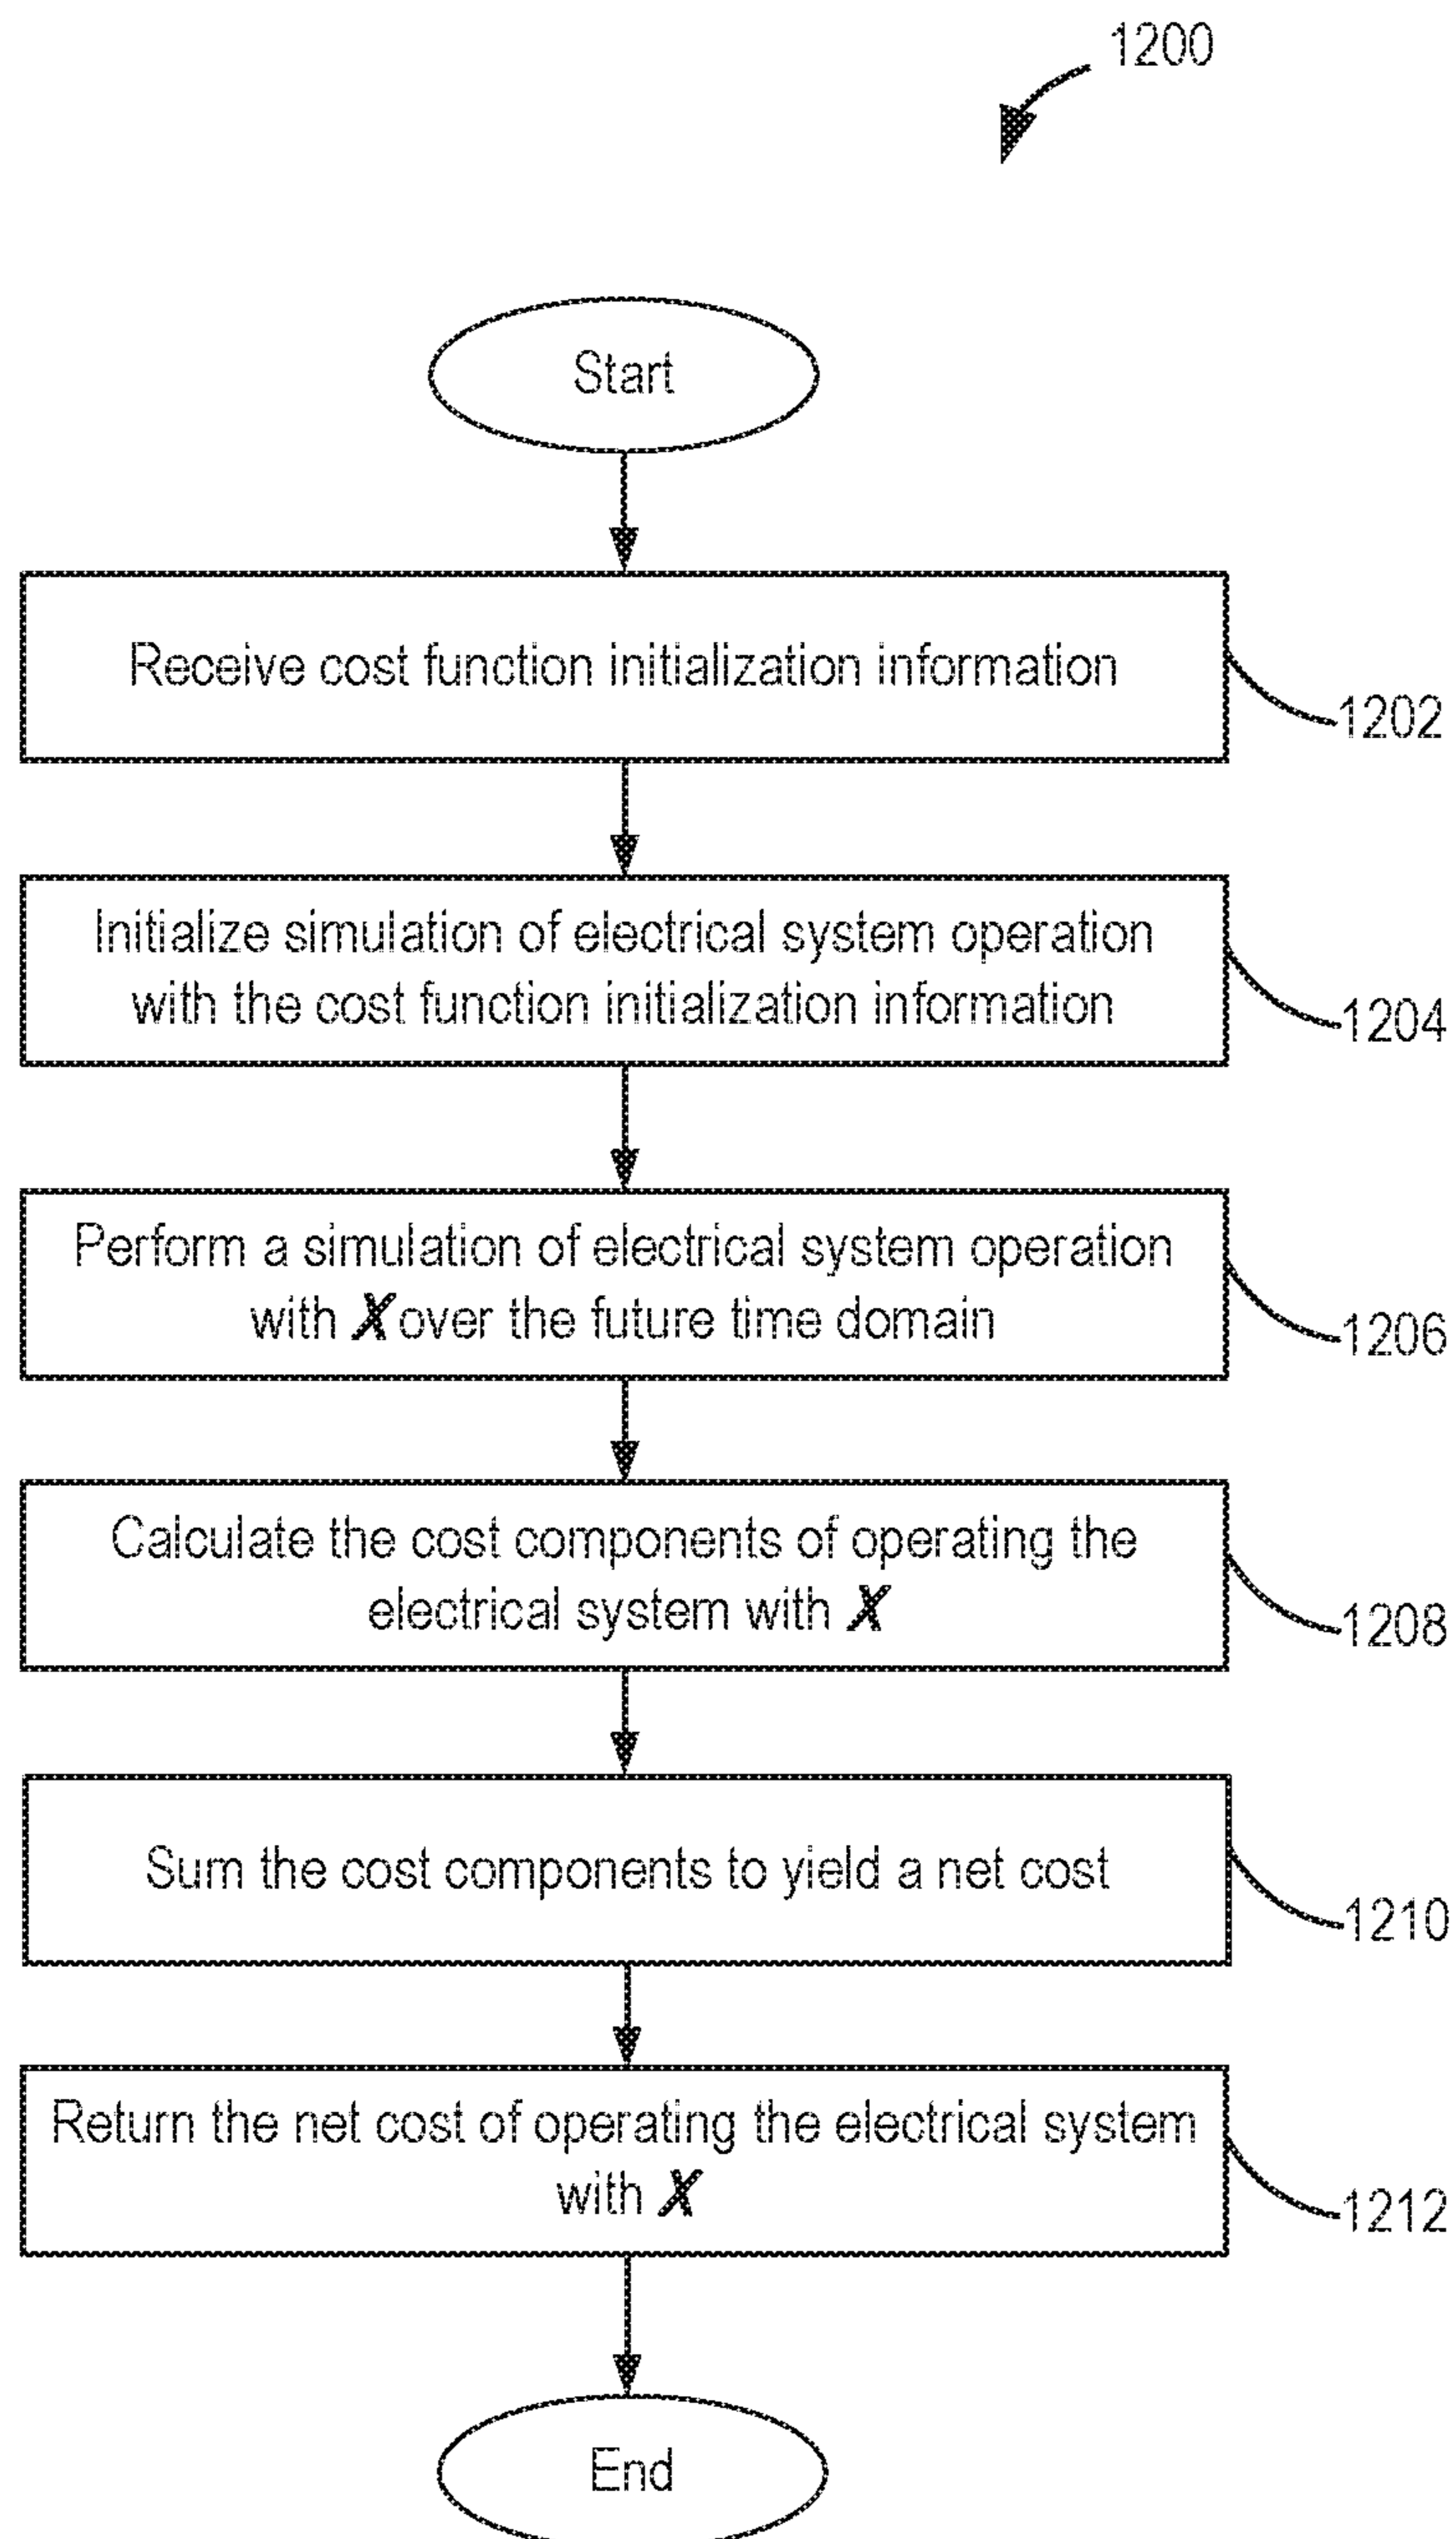 1200
Start
Receive cost function initialization information
1202
Initialize simulation of electrical system operation
with the cost function initialization information
1204
Perform a simulation of electrical system operation
with X over the future time domain
1206
Calculate the cost components of operating the
electrical system with X
1208
Sum the cost components to yield a net cost
1210
Return the net cost of operating the electrical system
with X
1212
End